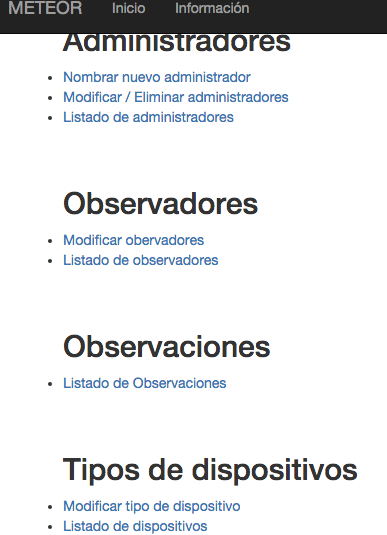 METEOR Inicio Información
Administradores
Nombrar nuevo administrador
Modificar / Eliminar administradores
Listado de administradores
Observadores
Modificar obervadores
Listado de observadores
Observaciones
Listado de Observaciones
Tipos de dispositivos
Modificar tipo de dispositivo
Listado de dispositivos